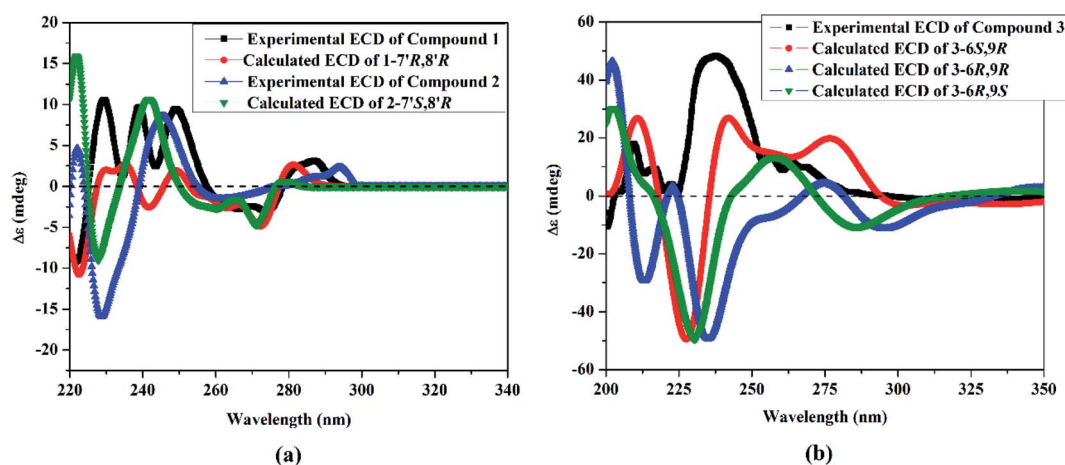 20
15
10
5
0
-5
-10
-15
-20
Δε (mdeg)
220 240 260 280 300 320 340
Wavelength (nm)
Experimental ECD of Compound 1
Calculated ECD of 1-7'R,8'R
Experimental ECD of Compound 2
Calculated ECD of 2-7'S,8'R
(a)
60
40
20
0
-20
-40
-60
Δε (mdeg)
200 225 250 275 300 325 350
Wavelength (nm)
Experimental ECD of Compound 3
Calculated ECD of 3-6S,9R
Calculated ECD of 3-6R,9R
Calculated ECD of 3-6R,9S
(b)